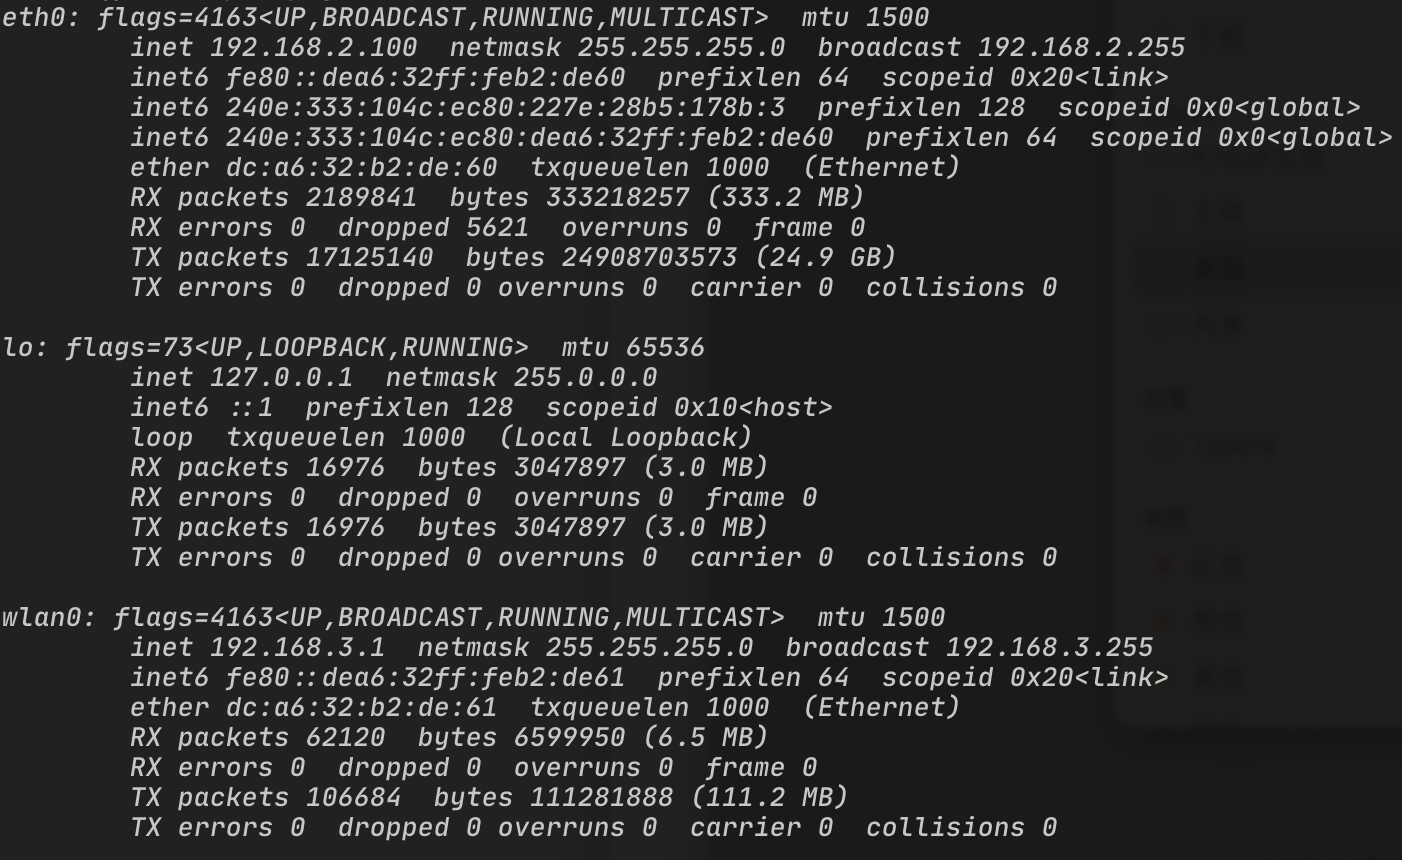 eth0: flags=4163<UP,BROADCAST,RUNNING,MULTICAST>  mtu 1500
        inet 192.168.2.100  netmask 255.255.255.0  broadcast 192.168.2.255
        inet6 fe80::dea6:32ff:feb2:de60  prefixlen 64  scopeid 0x20<link>
        inet6 240e:333:104c:ec80:227e:28b5:178b:3  prefixlen 128  scopeid 0x0<global>
        inet6 240e:333:104c:ec80:dea6:32ff:feb2:de60  prefixlen 64  scopeid 0x0<global>
        ether dc:a6:32:b2:de:60  txqueuelen 1000  (Ethernet)
        RX packets 2189841  bytes 333218257 (333.2 MB)
        RX errors 0  dropped 5621  overruns 0  frame 0
        TX packets 17125140  bytes 24908703573 (24.9 GB)
        TX errors 0  dropped 0 overruns 0  carrier 0  collisions 0

lo: flags=73<UP,LOOPBACK,RUNNING>  mtu 65536
        inet 127.0.0.1  netmask 255.0.0.0
        inet6 ::1  prefixlen 128  scopeid 0x10<host>
        loop  txqueuelen 1000  (Local Loopback)
        RX packets 16976  bytes 3047897 (3.0 MB)
        RX errors 0  dropped 0  overruns 0  frame 0
        TX packets 16976  bytes 3047897 (3.0 MB)
        TX errors 0  dropped 0 overruns 0  carrier 0  collisions 0

wlan0: flags=4163<UP,BROADCAST,RUNNING,MULTICAST>  mtu 1500
        inet 192.168.3.1  netmask 255.255.255.0  broadcast 192.168.3.255
        inet6 fe80::dea6:32ff:feb2:de61  prefixlen 64  scopeid 0x20<link>
        ether dc:a6:32:b2:de:61  txqueuelen 1000  (Ethernet)
        RX packets 62120  bytes 6599950 (6.5 MB)
        RX errors 0  dropped 0  overruns 0  frame 0
        TX packets 106684  bytes 111281888 (111.2 MB)
        TX errors 0  dropped 0 overruns 0  carrier 0  collisions 0